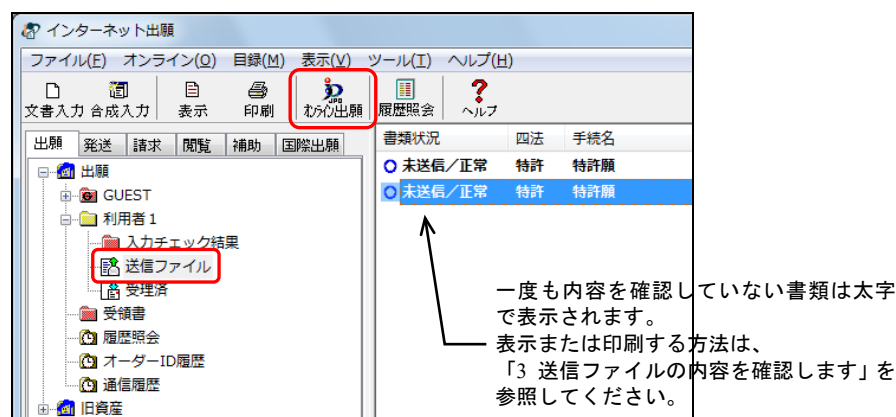 インターネット出願
ファイル(F) オンライン(O) 目録(M) 表示(V) ツール(T) ヘルプ(H)
文書入力 合成入力 表示 印刷 ｵﾝﾗｲﾝ出願 履歴照会 ヘルプ
出願 発送 請求 閲覧 補助 国際出願
書類状況 四法 手続名
出願
GUEST
利用者1
入力チェック結果
送信ファイル
受理済
受領書
履歴照会
オーダーID履歴
通信履歴
旧資産
未送信／正常 特許 特許願
未送信／正常 特許 特許願
一度も内容を確認していない書類は太字
で表示されます。
表示または印刷する方法は、
「3 送信ファイルの内容を確認します」を
参照してください。